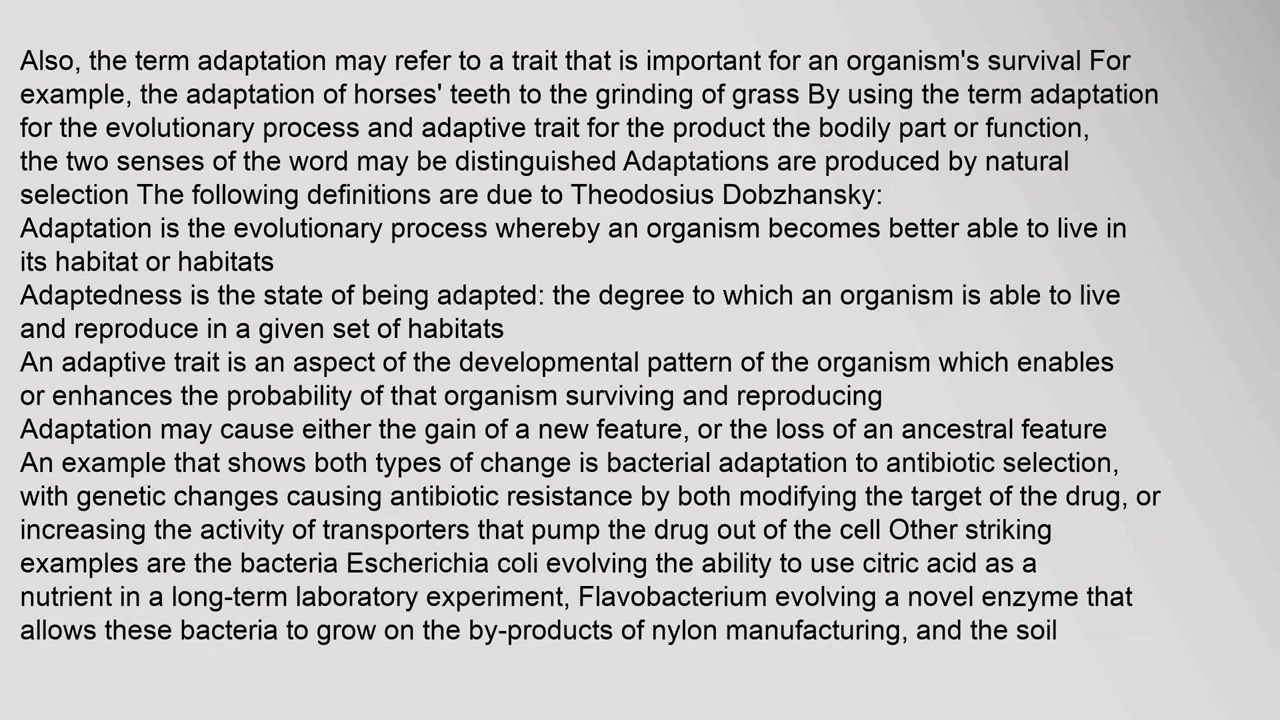 Also, the term adaptation may refer to a trait that is important for an organism's survival For
example, the adaptation of horses' teeth to the grinding of grass By using the term adaptation
for the evolutionary process and adaptive trait for the product the bodily part or function,
the two senses of the word may be distinguished Adaptations are produced by natural
selection The following definitions are due to Theodosius Dobzhansky:
Adaptation is the evolutionary process whereby an organism becomes better able to live in
its habitat or habitats
Adaptedness is the state of being adapted: the degree to which an organism is able to live
and reproduce in a given set of habitats
An adaptive trait is an aspect of the developmental pattern of the organism which enables
or enhances the probability of that organism surviving and reproducing
Adaptation may cause either the gain of a new feature, or the loss of an ancestral feature
An example that shows both types of change is bacterial adaptation to antibiotic selection,
with genetic changes causing antibiotic resistance by both modifying the target of the drug, or
increasing the activity of transporters that pump the drug out of the cell Other striking
examples are the bacteria Escherichia coli evolving the ability to use citric acid as a
nutrient in a long-term laboratory experiment, Flavobacterium evolving a novel enzyme that
allows these bacteria to grow on the by-products of nylon manufacturing, and the soil